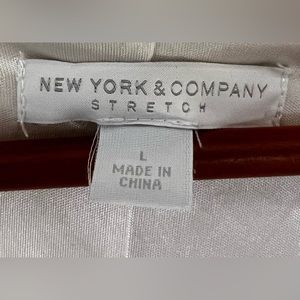 NEW YORK & COMPANY
STRETCH
L
MADE IN
CHINA